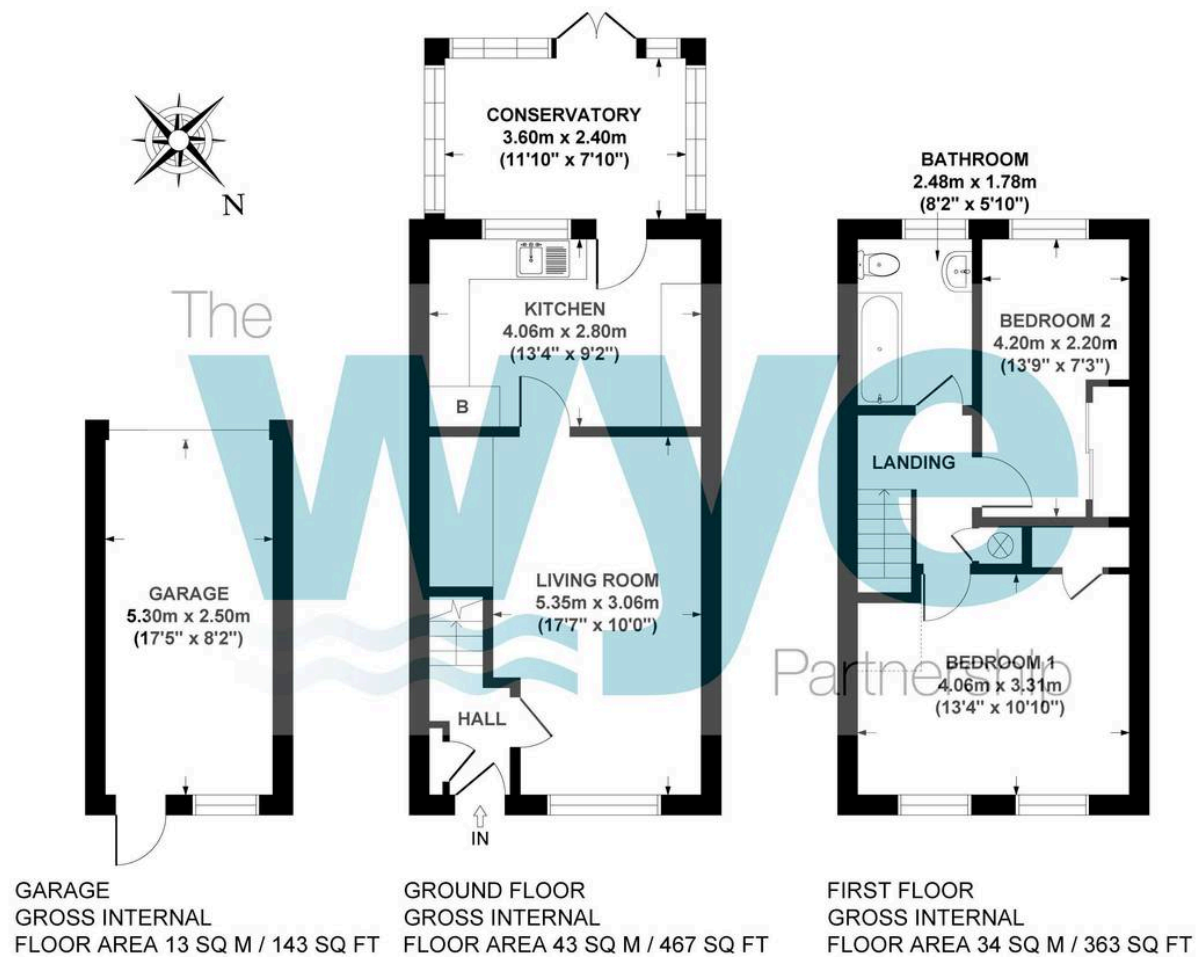 CONSERVATORY
3.60m x 2.40m
(11'10" x 7'10")
BATHROOM
2.48m x 1.78m
(8'2" x 5'10")
N
The
wye
Partnership
KITCHEN
4.06m x 2.80m
(13'4" x 9'2")
B
BEDROOM 2
4.20m x 2.20m
(13'9" x 7'3")
LANDING
GARAGE
5.30m x 2.50m
(17'5" x 8'2")
LIVING ROOM
5.35m x 3.06m
(17'7" x 10'0")
BEDROOM 1
4.06m x 3.31m
(13'4" x 10'10")
HALL
IN
GARAGE
GROSS INTERNAL
FLOOR AREA 13 SQ M / 143 SQ FT
GROUND FLOOR
GROSS INTERNAL
FLOOR AREA 43 SQ M / 467 SQ FT
FIRST FLOOR
GROSS INTERNAL
FLOOR AREA 34 SQ M / 363 SQ FT